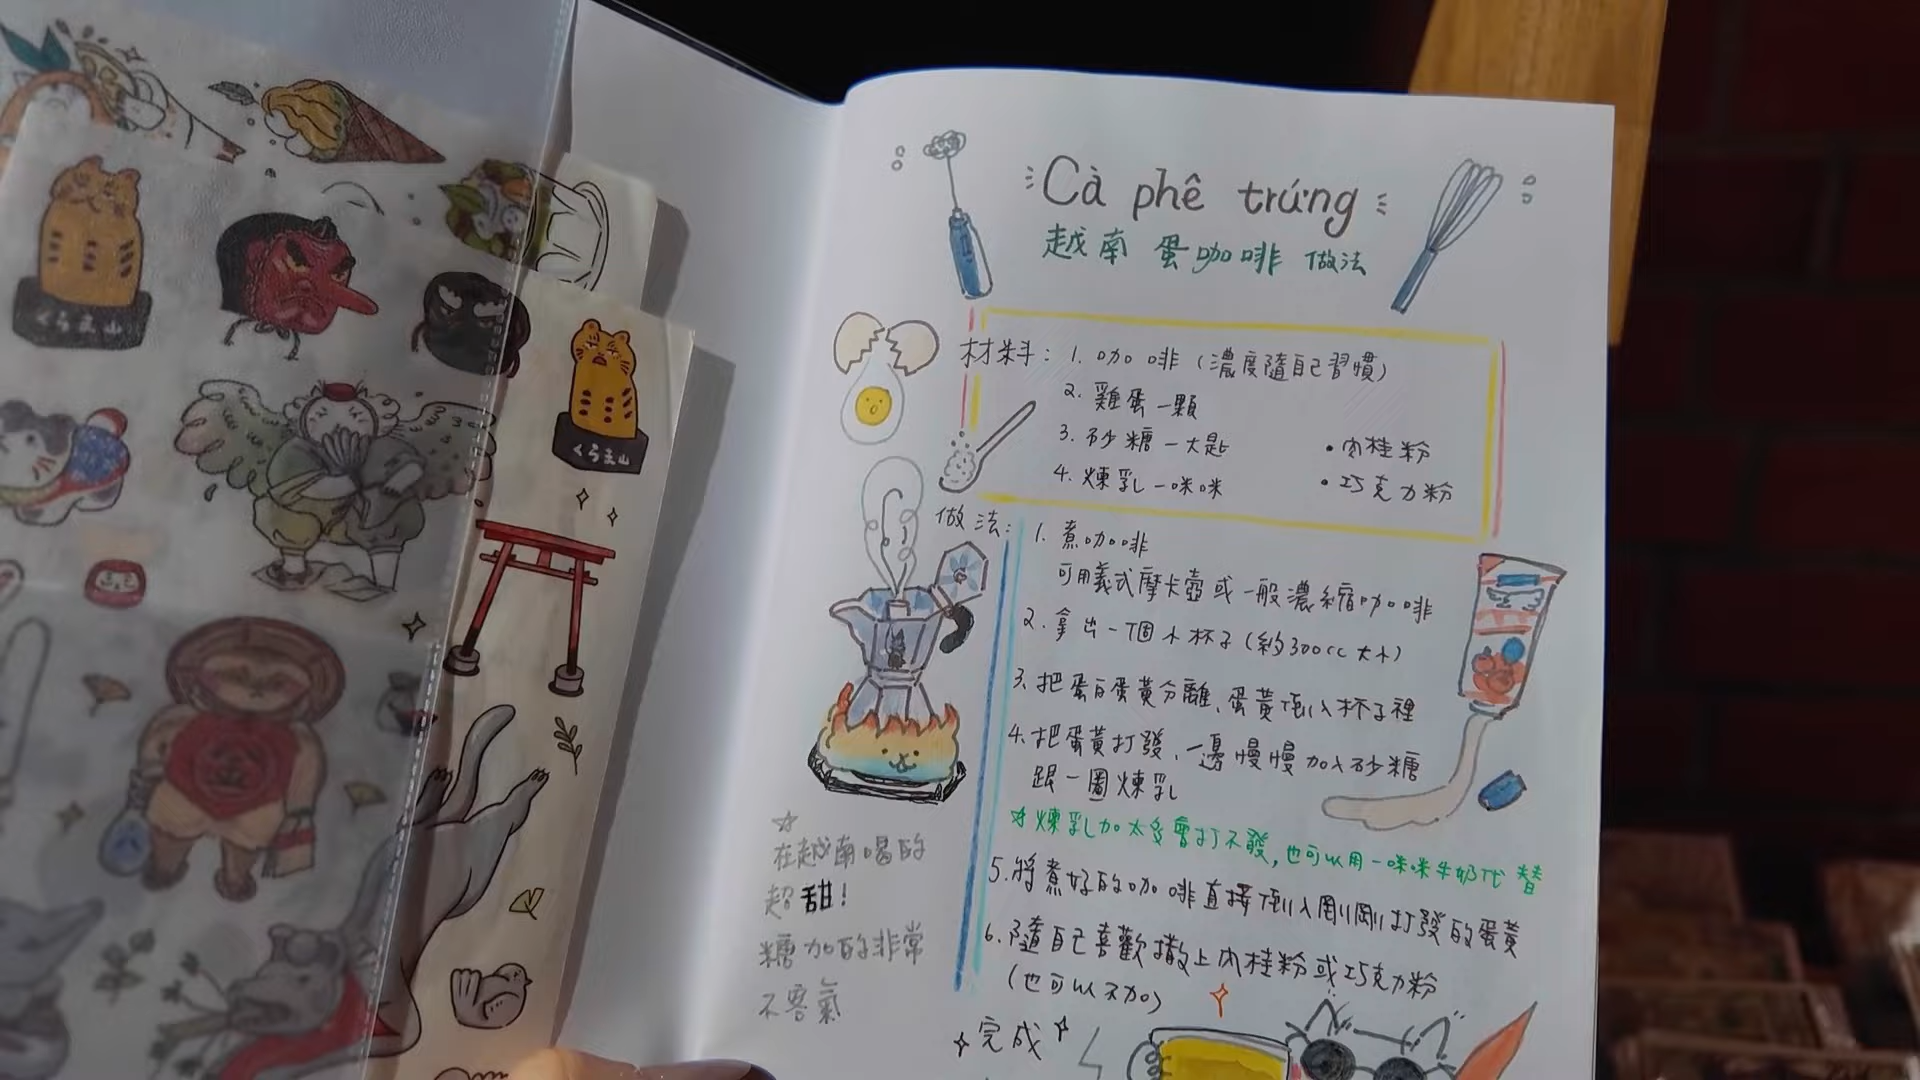 くらま山
くらま山
Cà phê trứng
越南 蛋咖啡 做法
材料: 1. 咖啡 (濃度隨自己習慣)
2. 雞蛋一顆
3. 砂糖一大匙
4. 煉乳一咪咪
• 肉桂粉
• 巧克力粉
做法:
1. 煮咖啡
可用義式摩卡壺或一般濃縮咖啡
2. 拿出一個小杯子(約300cc大小)
3. 把蛋白蛋黃分離、蛋黃倒入杯子裡
4. 把蛋黃打發、一邊慢慢加入砂糖
跟一圈煉乳
☆煉乳加太多會打不發,也可以用一咪咪牛奶代替
5. 將煮好的咖啡直接倒入剛剛打發的蛋黃
6. 隨自己喜歡撒上肉桂粉或巧克力粉
(也可以不加)
完成
☆
在越南喝的
超甜!
糖加的非常
不客氣